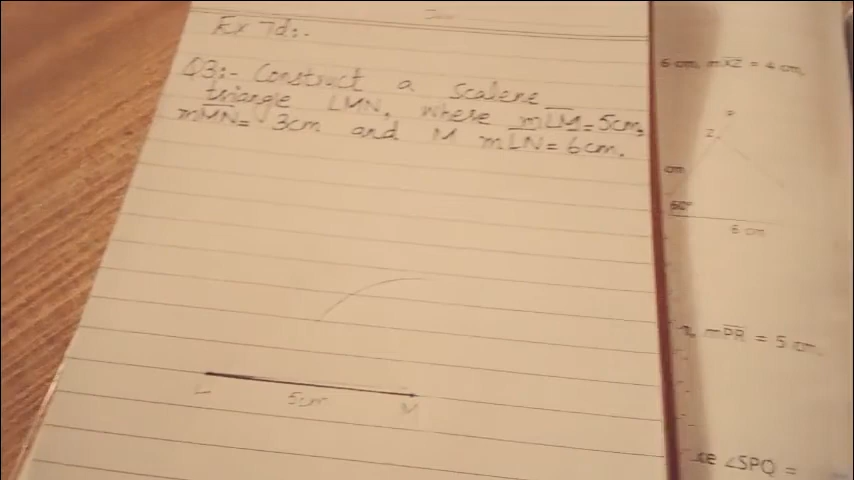 Ex 7d:-
Q3:- Construct a scalene
triangle LMN, where mLM = 5cm,
mMN = 3cm and M mLN = 6cm.
L 5cm M
6 cm, mXZ = 4 cm,
Z
cm
60°
6 cm
mPR = 5 cm,
∠SPQ =